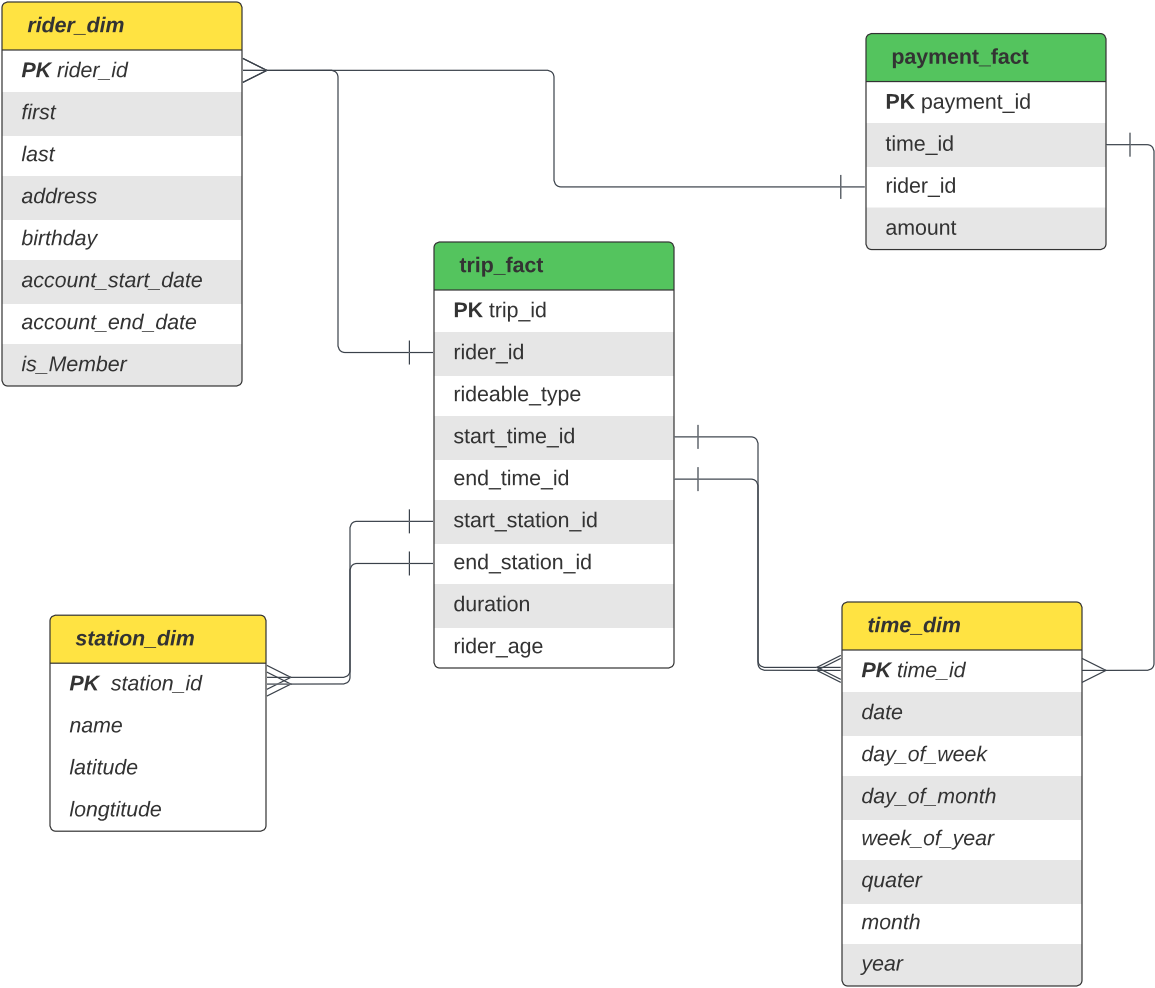 rider_dim
PK rider_id
first
last
address
birthday
account_start_date
account_end_date
is_Member
payment_fact
PK payment_id
time_id
rider_id
amount
trip_fact
PK trip_id
rider_id
rideable_type
start_time_id
end_time_id
start_station_id
end_station_id
duration
rider_age
station_dim
PK station_id
name
latitude
longtitude
time_dim
PK time_id
date
day_of_week
day_of_month
week_of_year
quater
month
year